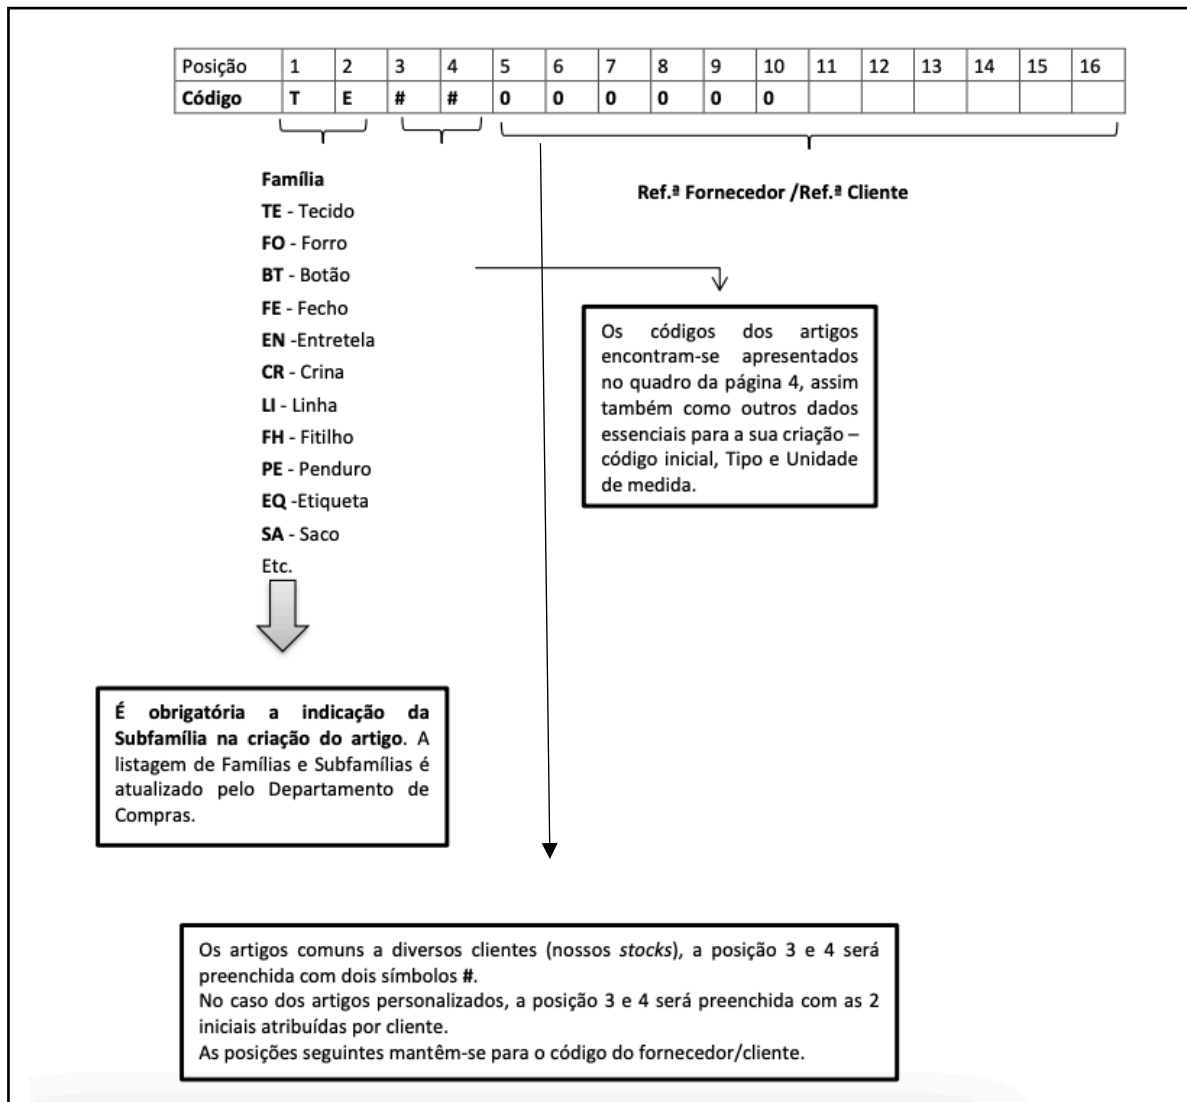 Posição 1 2 3 4 5 6 7 8 9 10 11 12 13 14 15 16
Código T E # # 0 0 0 0 0 0
Família
TE - Tecido
FO - Forro
BT - Botão
FE - Fecho
EN -Entretela
CR - Crina
LI - Linha
FH - Fitilho
PE - Penduro
EQ -Etiqueta
SA - Saco
Etc.
Ref.ª Fornecedor /Ref.ª Cliente
Os códigos dos artigos
encontram-se apresentados
no quadro da página 4, assim
também como outros dados
essenciais para a sua criação –
código inicial, Tipo e Unidade
de medida.
É obrigatória a indicação da
Subfamília na criação do artigo. A
listagem de Famílias e Subfamílias é
atualizado pelo Departamento de
Compras.
Os artigos comuns a diversos clientes (nossos stocks), a posição 3 e 4 será
preenchida com dois símbolos #.
No caso dos artigos personalizados, a posição 3 e 4 será preenchida com as 2
iniciais atribuídas por cliente.
As posições seguintes mantêm-se para o código do fornecedor/cliente.